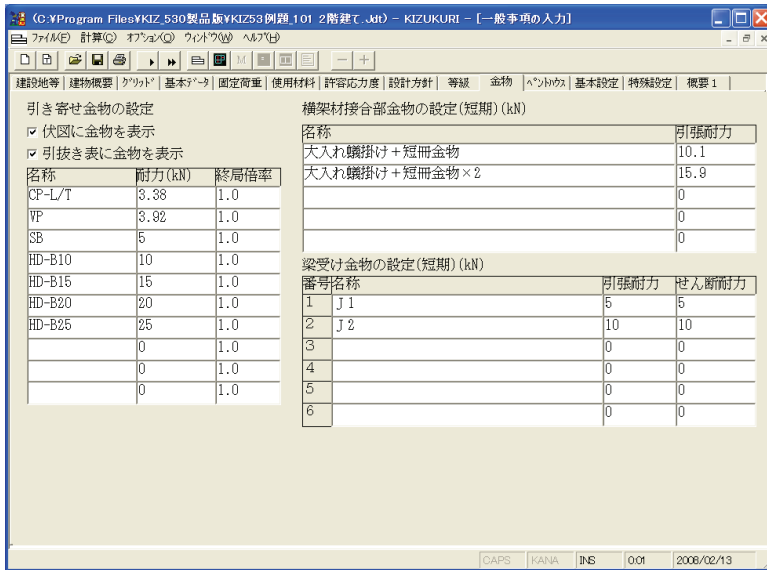 (C:¥Program Files¥KIZ_530製品版¥KIZ53例題_101 2階建て.Jdt) - KIZUKURI - [一般事項の入力]
ファイル(F) 計算(C) オプション(O) ウィンドウ(W) ヘルプ(H)
建設地等 建物概要 グリッド 基本データ 固定荷重 使用材料 許容応力度 設計方針 等級 金物 ペントハウス 基本設定 特殊設定 概要1
引き寄せ金物の設定
伏図に金物を表示
引抜き表に金物を表示
名称 耐力(kN) 終局倍率
CP-L/T 3.38 1.0
VP 3.92 1.0
SB 5 1.0
HD-B10 10 1.0
HD-B15 15 1.0
HD-B20 20 1.0
HD-B25 25 1.0
0 1.0
0 1.0
0 1.0
横架材接合部金物の設定(短期)(kN)
名称 引張耐力
大入れ蟻掛け+短冊金物 10.1
大入れ蟻掛け+短冊金物×2 15.9
0
0
0
梁受け金物の設定(短期)(kN)
番号 名称 引張耐力 せん断耐力
1 J1 5 5
2 J2 10 10
3 0 0
4 0 0
5 0 0
6 0 0
CAPS KANA INS 0:01 2008/02/13